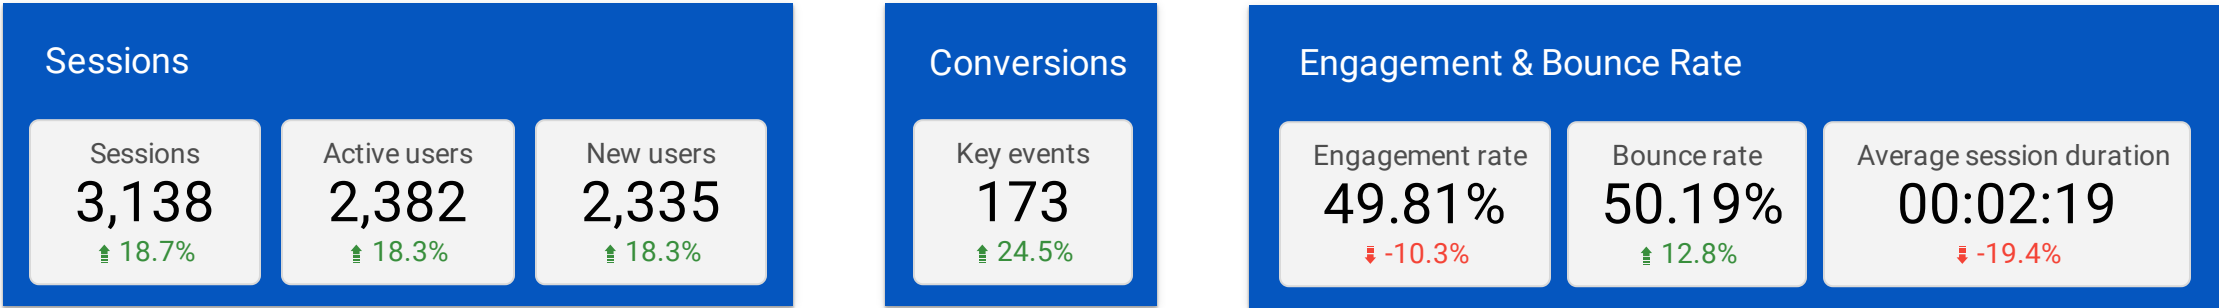 Sessions
Sessions
3,138
18.7%
Active users
2,382
18.3%
New users
2,335
18.3%
Conversions
Key events
173
24.5%
Engagement & Bounce Rate
Engagement rate
49.81%
-10.3%
Bounce rate
50.19%
12.8%
Average session duration
00:02:19
-19.4%